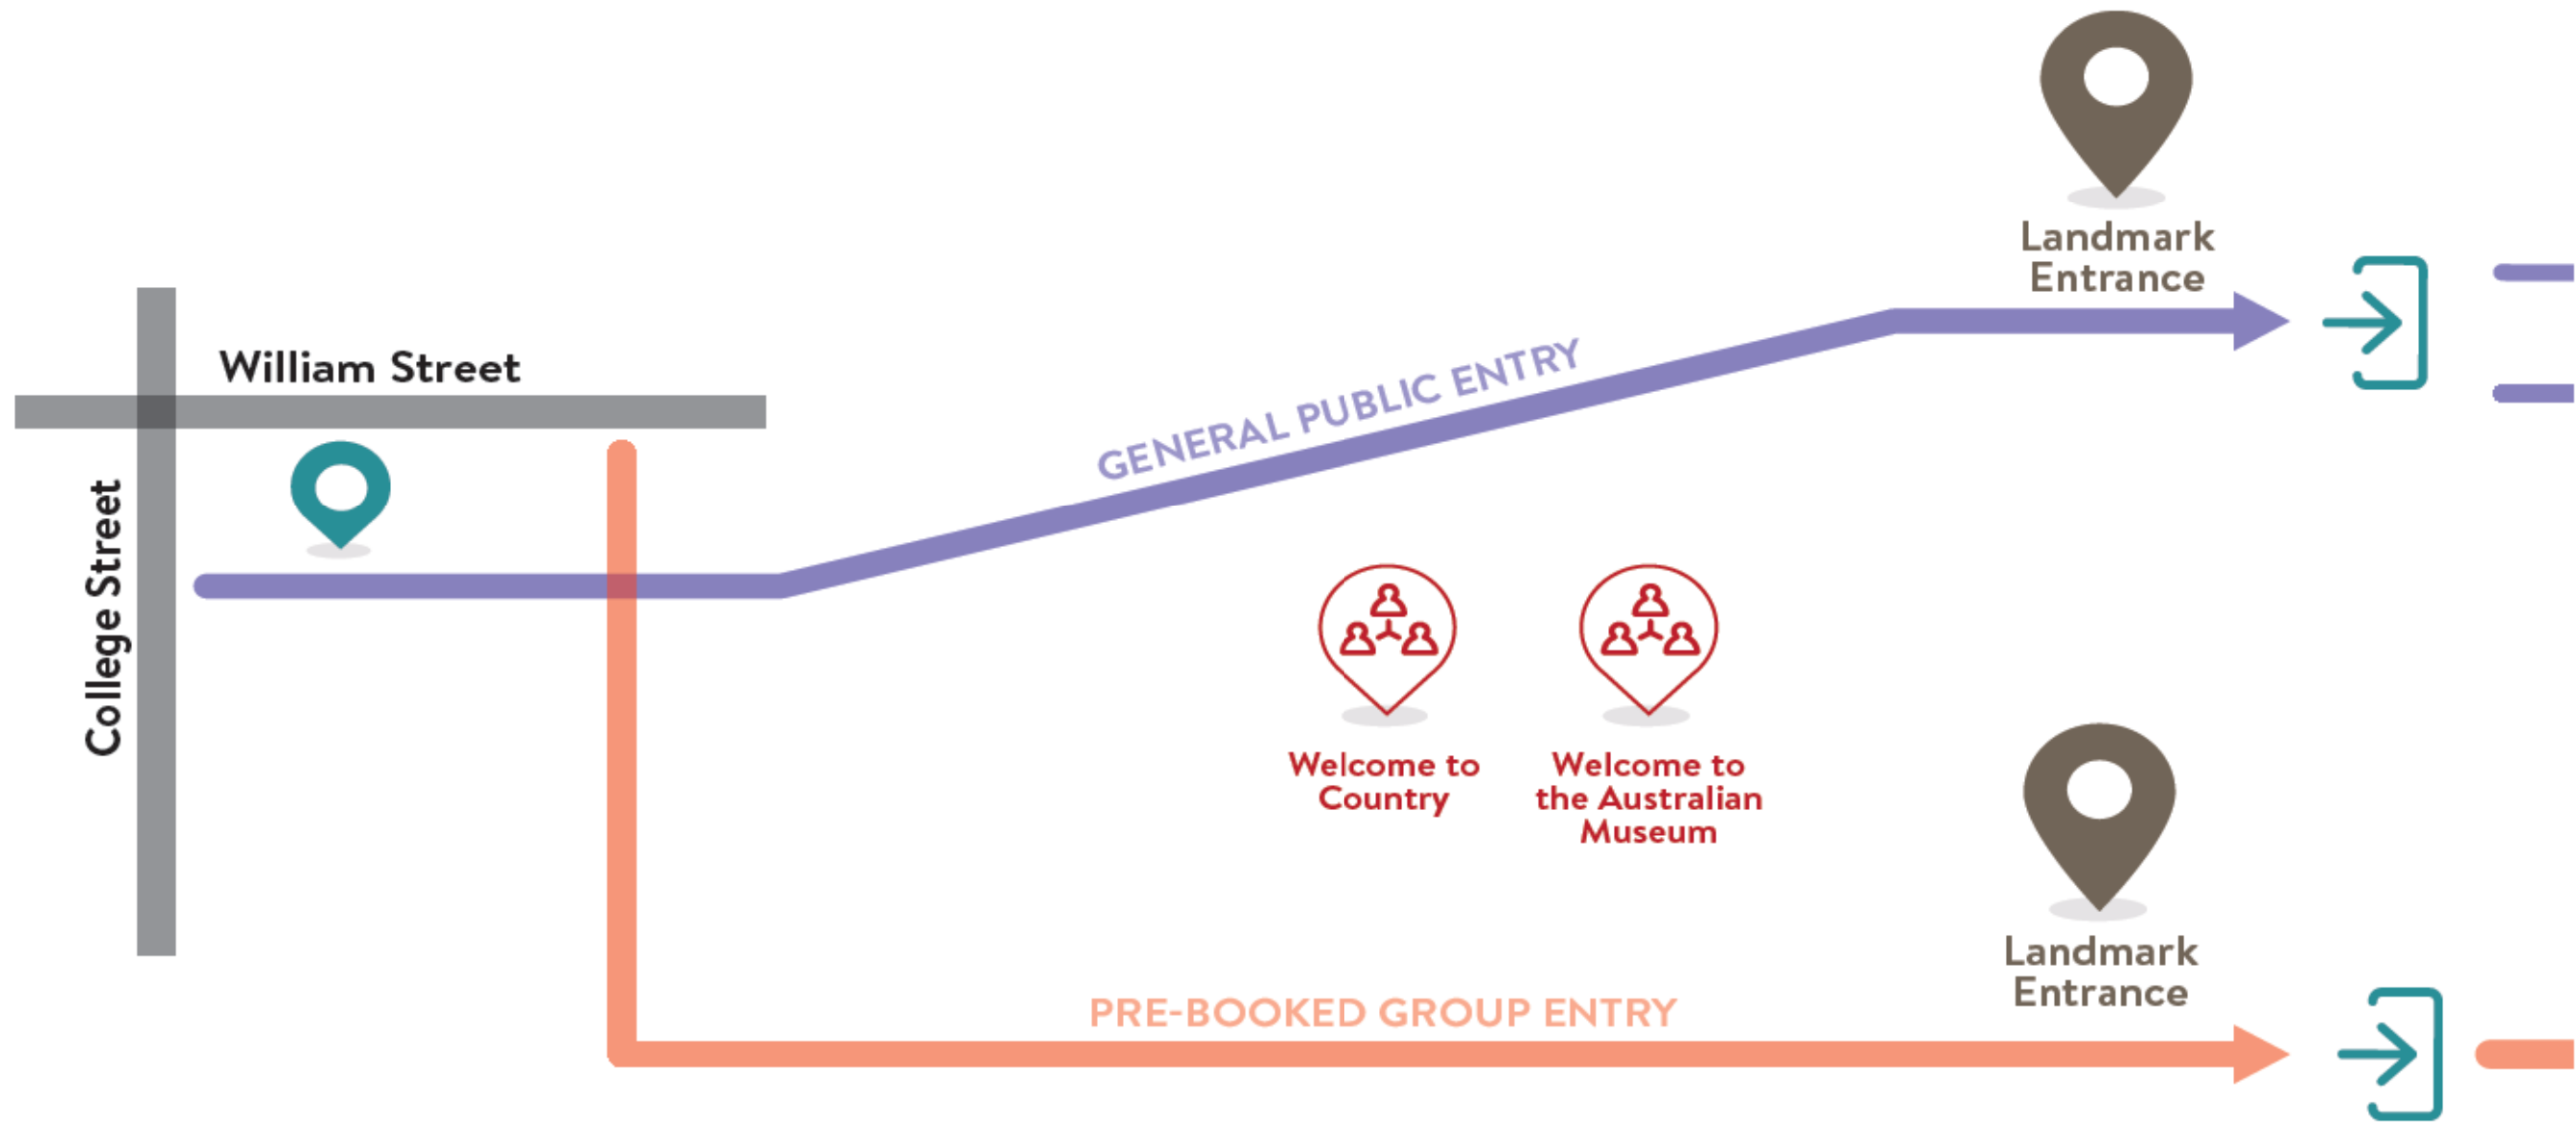 Landmark
Entrance
William Street
GENERAL PUBLIC ENTRY
College Street
Welcome to
Country
Welcome to
the Australian
Museum
Landmark
Entrance
PRE-BOOKED GROUP ENTRY